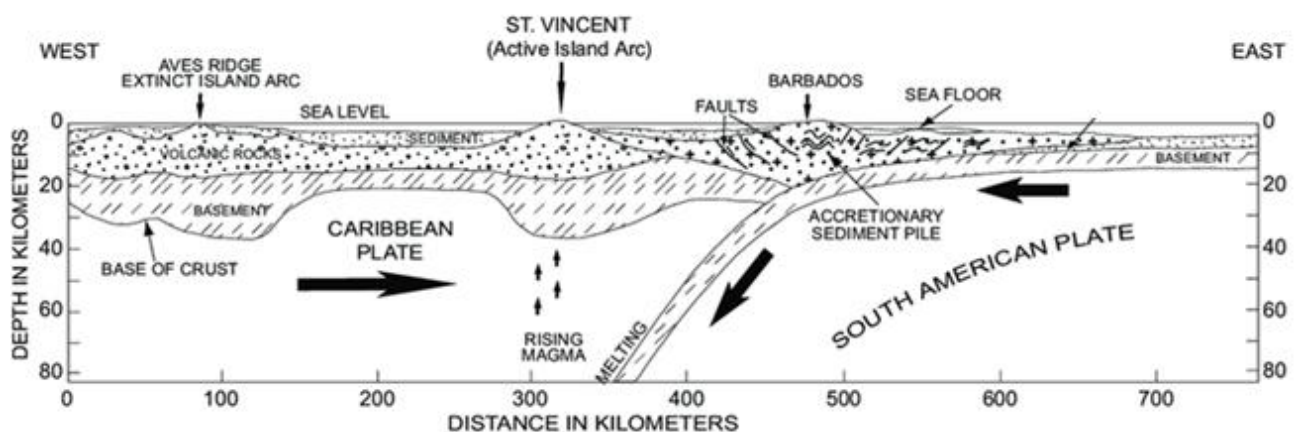 WEST
ST. VINCENT
(Active Island Arc)
EAST
AVES RIDGE
EXTINCT ISLAND ARC
BARBADOS
SEA LEVEL
FAULTS
SEA FLOOR
0
0
SEDIMENT
VOLCANIC ROCKS
BASEMENT
20
20
BASEMENT
ACCRETIONARY
SEDIMENT PILE
CARIBBEAN
PLATE
BASE OF CRUST
40
40
SOUTH AMERICAN PLATE
60
60
RISING
MAGMA
MELTING
80
80
DEPTH IN KILOMETERS
0 100 200 300 400 500 600 700
DISTANCE IN KILOMETERS